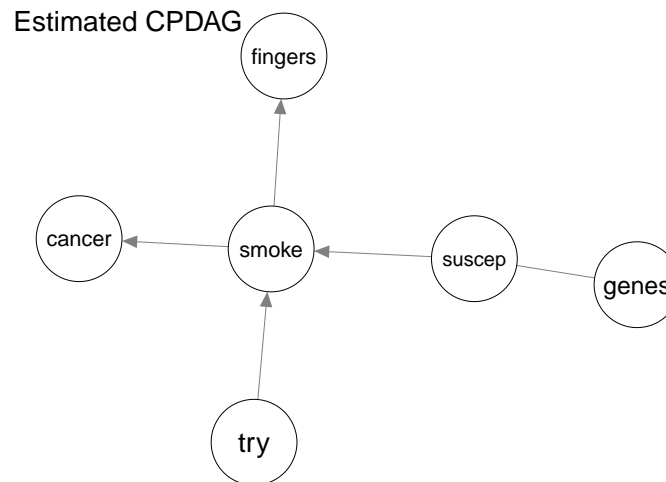 Estimated CPDAG
fingers
cancer
smoke
suscep
genes
try